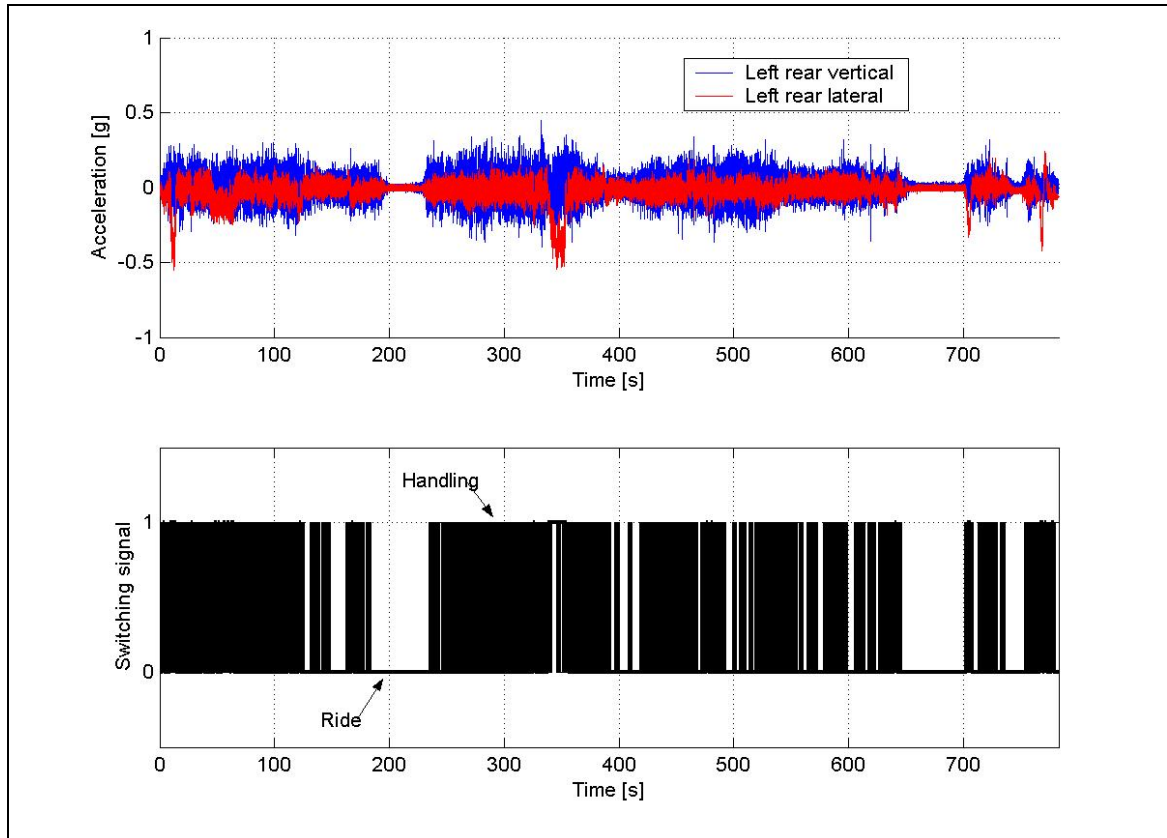 1
Left rear vertical
Left rear lateral
0.5
0
-0.5
-1
Acceleration [g]
0 100 200 300 400 500 600 700
Time [s]
Handling
1
0
Switching signal
Ride
0 100 200 300 400 500 600 700
Time [s]